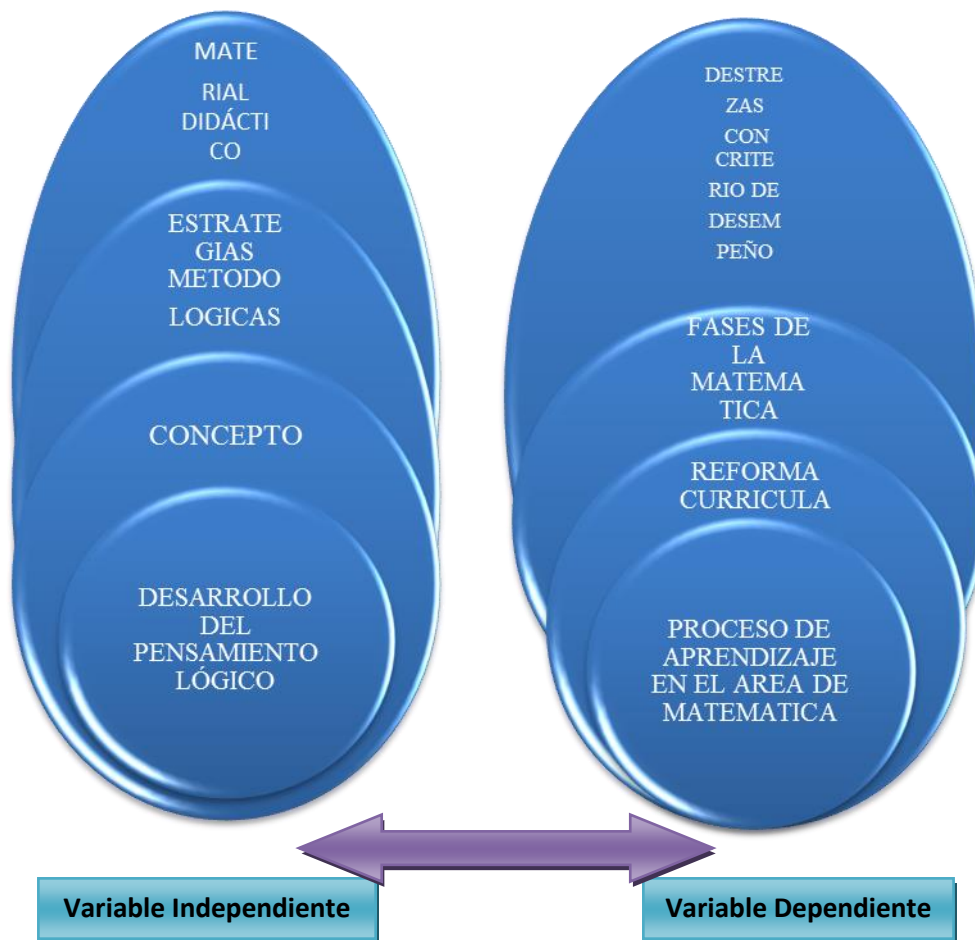 MATE
RIAL
DIDÁCTI
CO
ESTRATE
GIAS
METODO
LOGICAS
CONCEPTO
DESARROLLO
DEL
PENSAMIENTO
LÓGICO
DESTRE
ZAS
CON
CRITE
RIO DE
DESEM
PEÑO
FASES DE
LA
MATEMA
TICA
REFORMA
CURRICULA
PROCESO DE
APRENDIZAJE
EN EL AREA DE
MATEMATICA
Variable Independiente
Variable Dependiente